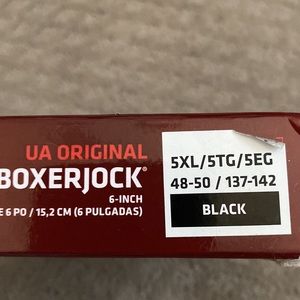 UA ORIGINAL
BOXERJOCK®
6-INCH
E 6 PO / 15,2 CM (6 PULGADAS)
5XL/5TG/5EG
48-50 / 137-142
BLACK